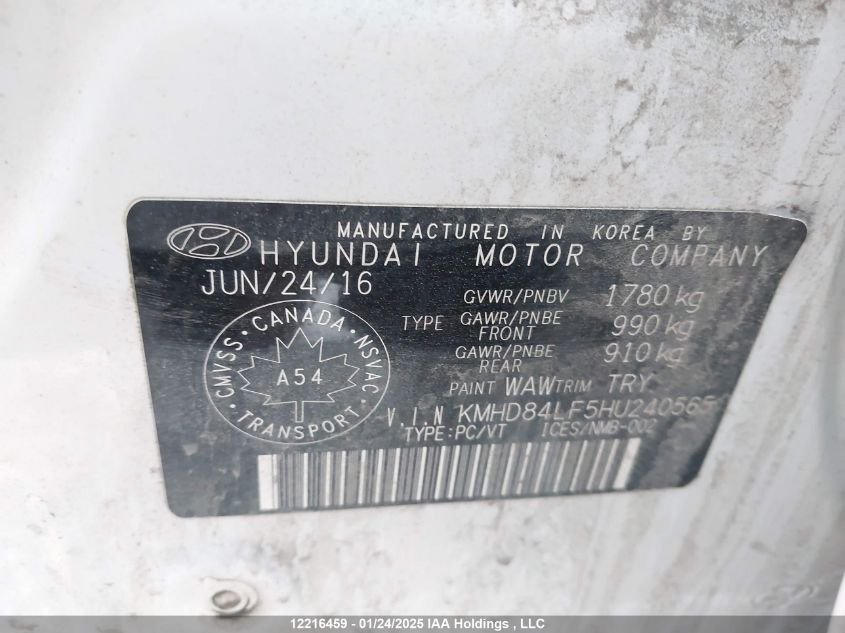 MANUFACTURED IN KOREA BY
HYUNDAI MOTOR COMPANY
JUN/24/16
GVWR/PNBV 1780 kg
TYPE GAWR/PNBE FRONT 990 kg
GAWR/PNBE REAR 910 kg
PAINT WAW TRIM TRY
V.I.N KMHD84LF5HU240565
TYPE:PC/VT ICES/NMB-002
CMVSS · CANADA · NSVAC
A54
TRANSPORT
12216459 - 01/24/2025 IAA Holdings , LLC